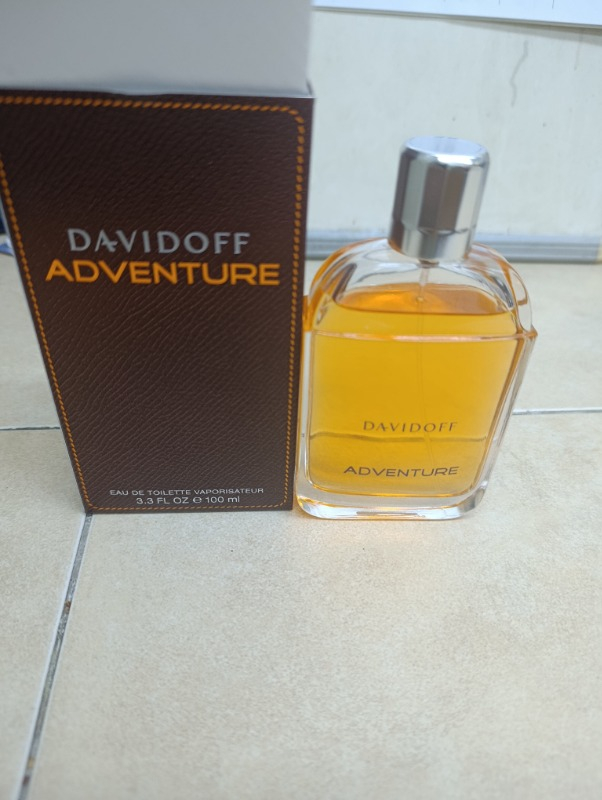 DAVIDOFF
ADVENTURE
EAU DE TOILETTE VAPORISATEUR
3.3 FL OZ ℮ 100 ml
DAVIDOFF
ADVENTURE